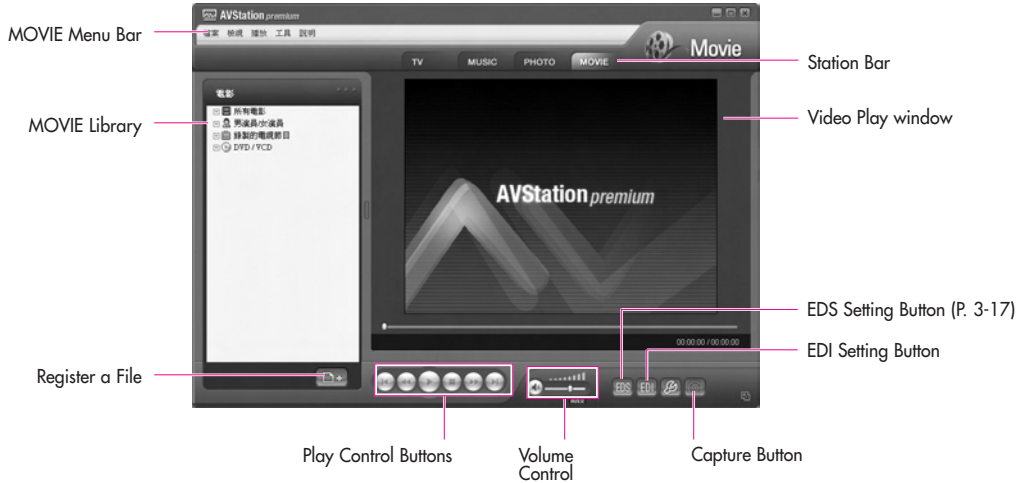 AVStation premium
檔案 檢視 播放 工具 說明
Movie
TV MUSIC PHOTO MOVIE
MOVIE Menu Bar
Station Bar
電影
所有電影
男演員/女演員
錄製的電視節目
DVD / VCD
MOVIE Library
Video Play window
AVStation premium
00:00:00 / 00:00:00
EDS Setting Button (P. 3-17)
EDI Setting Button
Register a File
EDS EDI
Play Control Buttons
Volume
Control
Capture Button